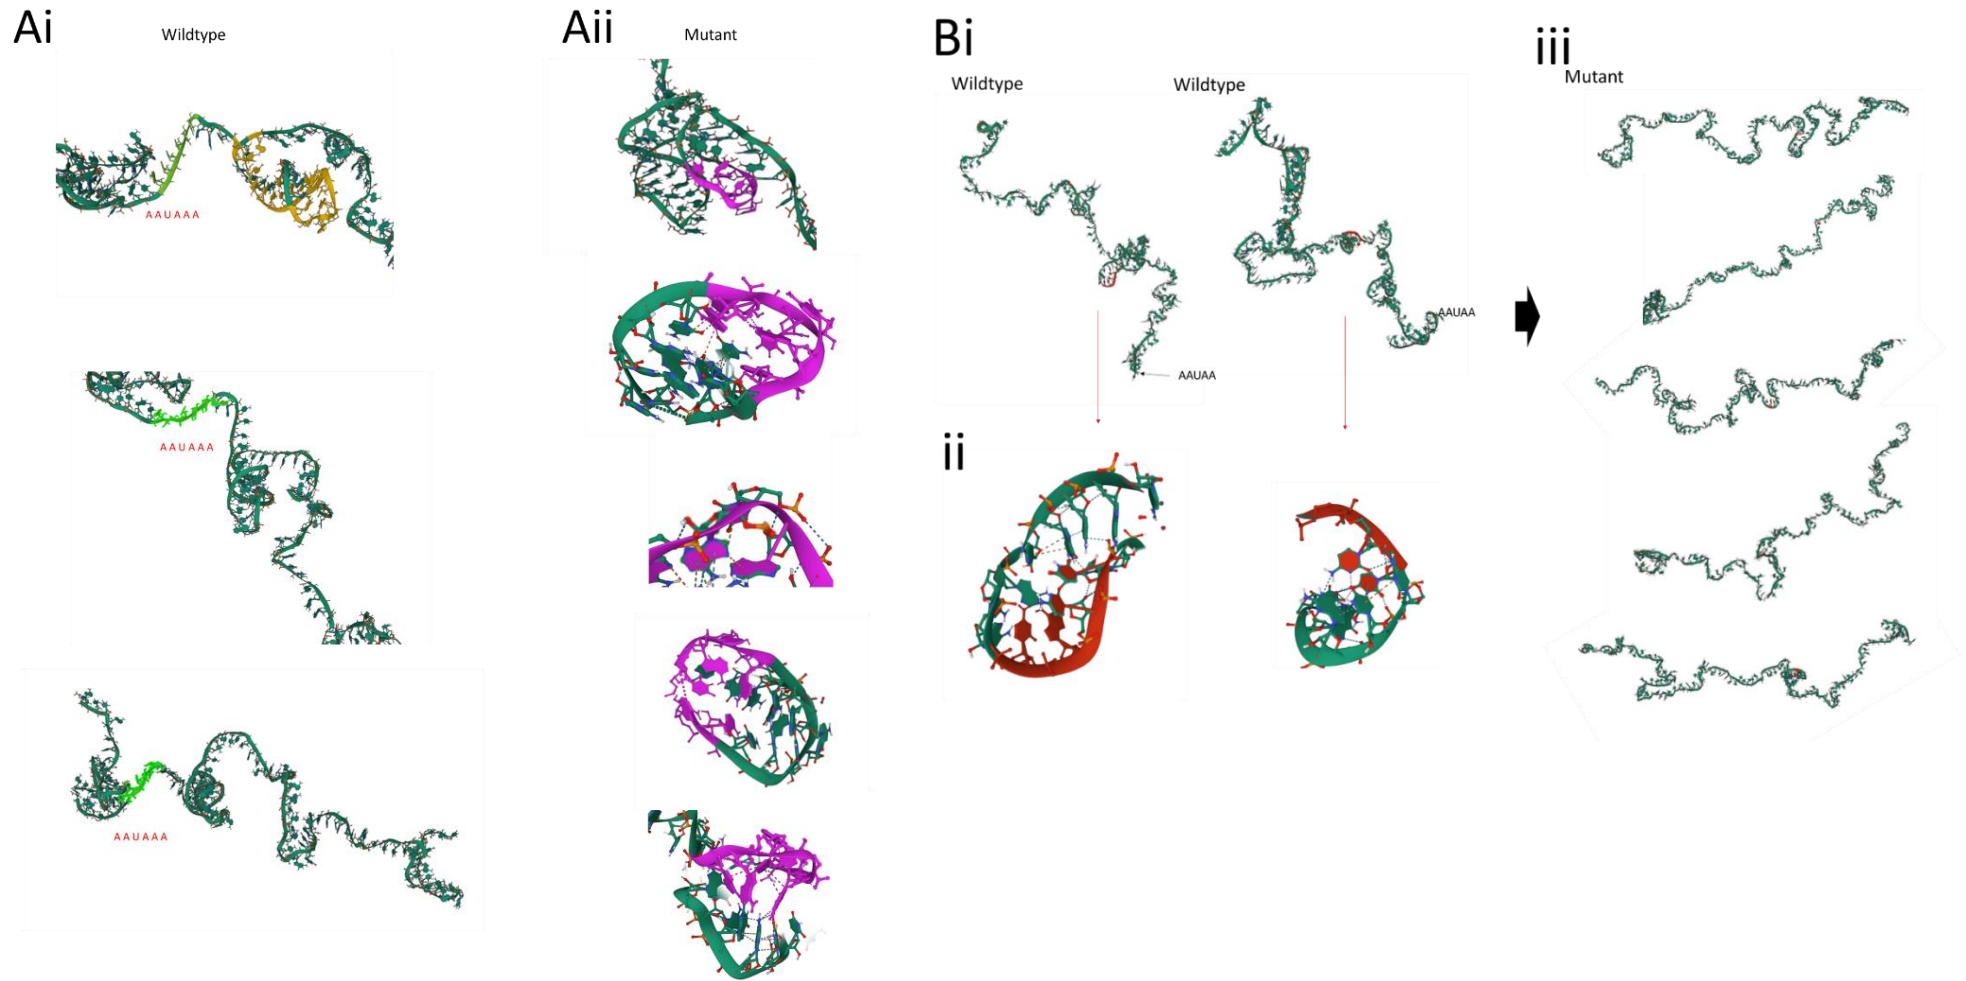 Ai
Wildtype
AAUAAA
AAUAAA
AAUAAA
Aii
Mutant
Bi
Wildtype
Wildtype
AAUAA
AAUAA
ii
iii
Mutant